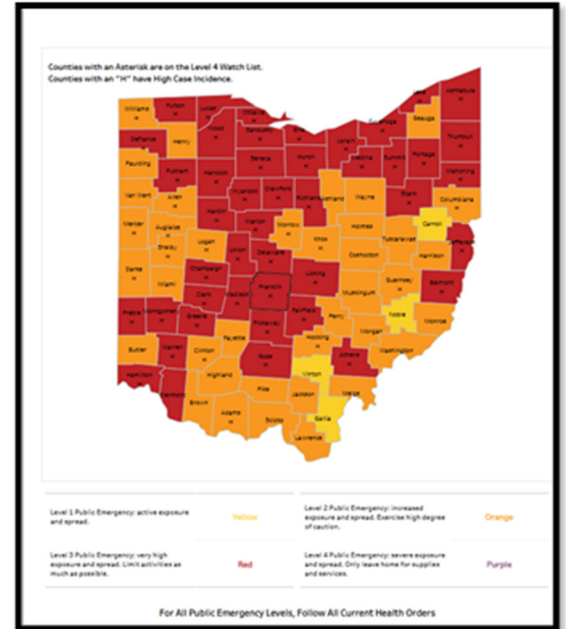 Counties with an Asterisk are on the Level 4 Watch List.
Counties with an "H" have High Case Incidence.
Ashtabula
Williams
Fulton
Lucas
Geauga
Wood
Sandusky
Trumbull
Defiance
Henry
Lorain
Medina
Summit
Portage
Paulding
Seneca
Huron
Mahoning
Putnam
Hancock
Van Wert
Allen
Wyandot
Crawford
Wayne
Stark
Columbiana
Hardin
Mercer
Auglaize
Marion
Morrow
Holmes
Carroll
Logan
Knox
Tuscarawas
Shelby
Union
Delaware
Coshocton
Harrison
Darke
Champaign
Licking
Guernsey
Belmont
Miami
Clark
Madison
Franklin
Muskingum
Preble
Montgomery
Greene
Fairfield
Perry
Noble
Monroe
Pickaway
Morgan
Fayette
Hocking
Washington
Butler
Warren
Clinton
Ross
Athens
Vinton
Hamilton
Highland
Clermont
Pike
Jackson
Meigs
Brown
Adams
Scioto
Gallia
Lawrence
Level 1 Public Emergency: active exposure
and spread.
Yellow
Level 2 Public Emergency: increased
exposure and spread. Exercise high degree
of caution.
Orange
Level 3 Public Emergency: very high
exposure and spread. Limit activities as
much as possible.
Red
Level 4 Public Emergency: severe exposure
and spread. Only leave home for supplies
and services.
Purple
For All Public Emergency Levels, Follow All Current Health Orders